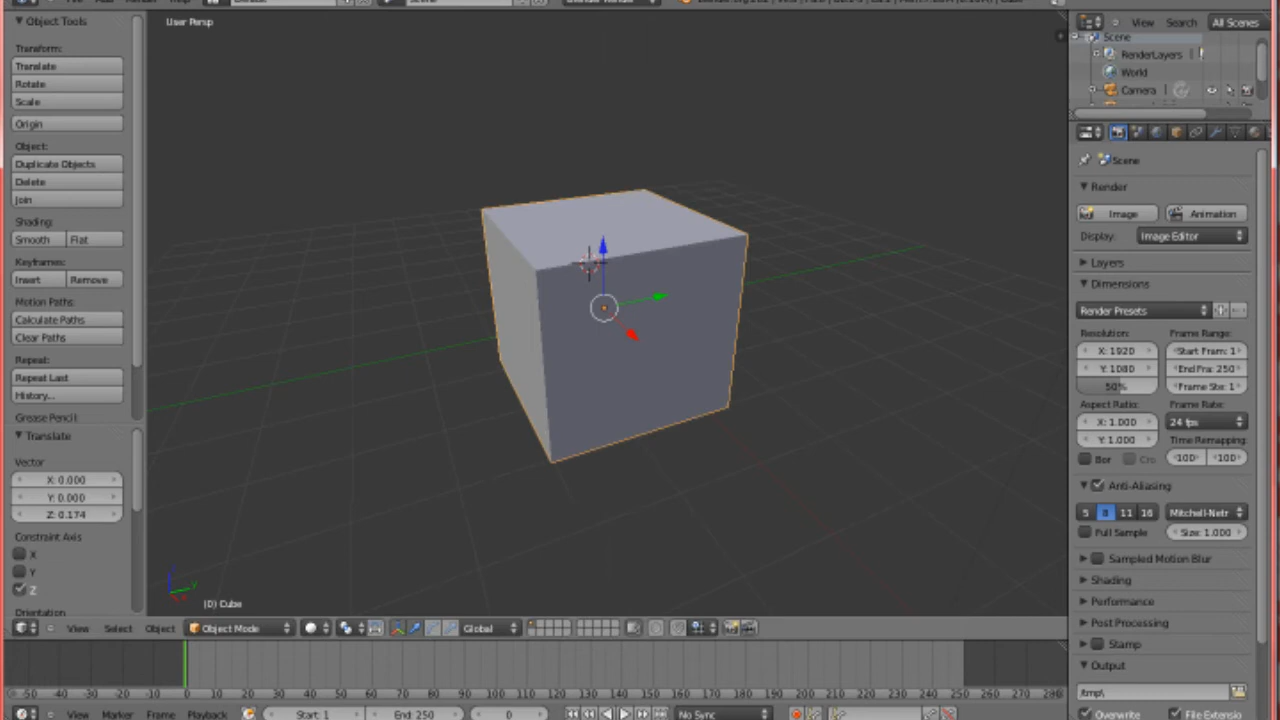 Object Tools
User Persp
View Search All Scenes
Scene
RenderLayers
World
Camera
Transform:
Translate
Rotate
Scale
Origin
Object:
Duplicate Objects
Delete
Join
Shading:
Smooth Flat
Keyframes:
Insert Remove
Motion Paths:
Calculate Paths
Clear Paths
Repeat:
Repeat Last
History...
Grease Pencil:
Translate
Vector
X: 0.000
Y: 0.000
Z: 0.174
Constraint Axis
X
Y
Z
Orientation
(0) Cube
View Select Object Object Mode Global
Scene
Render
Image Animation
Display: Image Editor
Layers
Dimensions
Render Presets
Resolution: Frame Range:
X: 1920 Start Fram: 1
Y: 1080 End Fra: 250
50% Frame Ste: 1
Aspect Ratio: Frame Rate:
X: 1.000 24 fps
Y: 1.000 Time Remapping:
Bor Cro 100 100
Anti-Aliasing
5 8 11 16 Mitchell-Netr
Full Sample Size: 1.000
Sampled Motion Blur
Shading
Performance
Post Processing
Stamp
Output
/tmp\
Overwrite File Extensio
-50 -40 -30 -20 -10 0 10 20 30 40 50 60 70 80 90 100 110 120 130 140 150 160 170 180 190 200 210 220 230 240 250 260 270 280
View Marker Frame Playback Start: 1 End: 250 0 No Sync